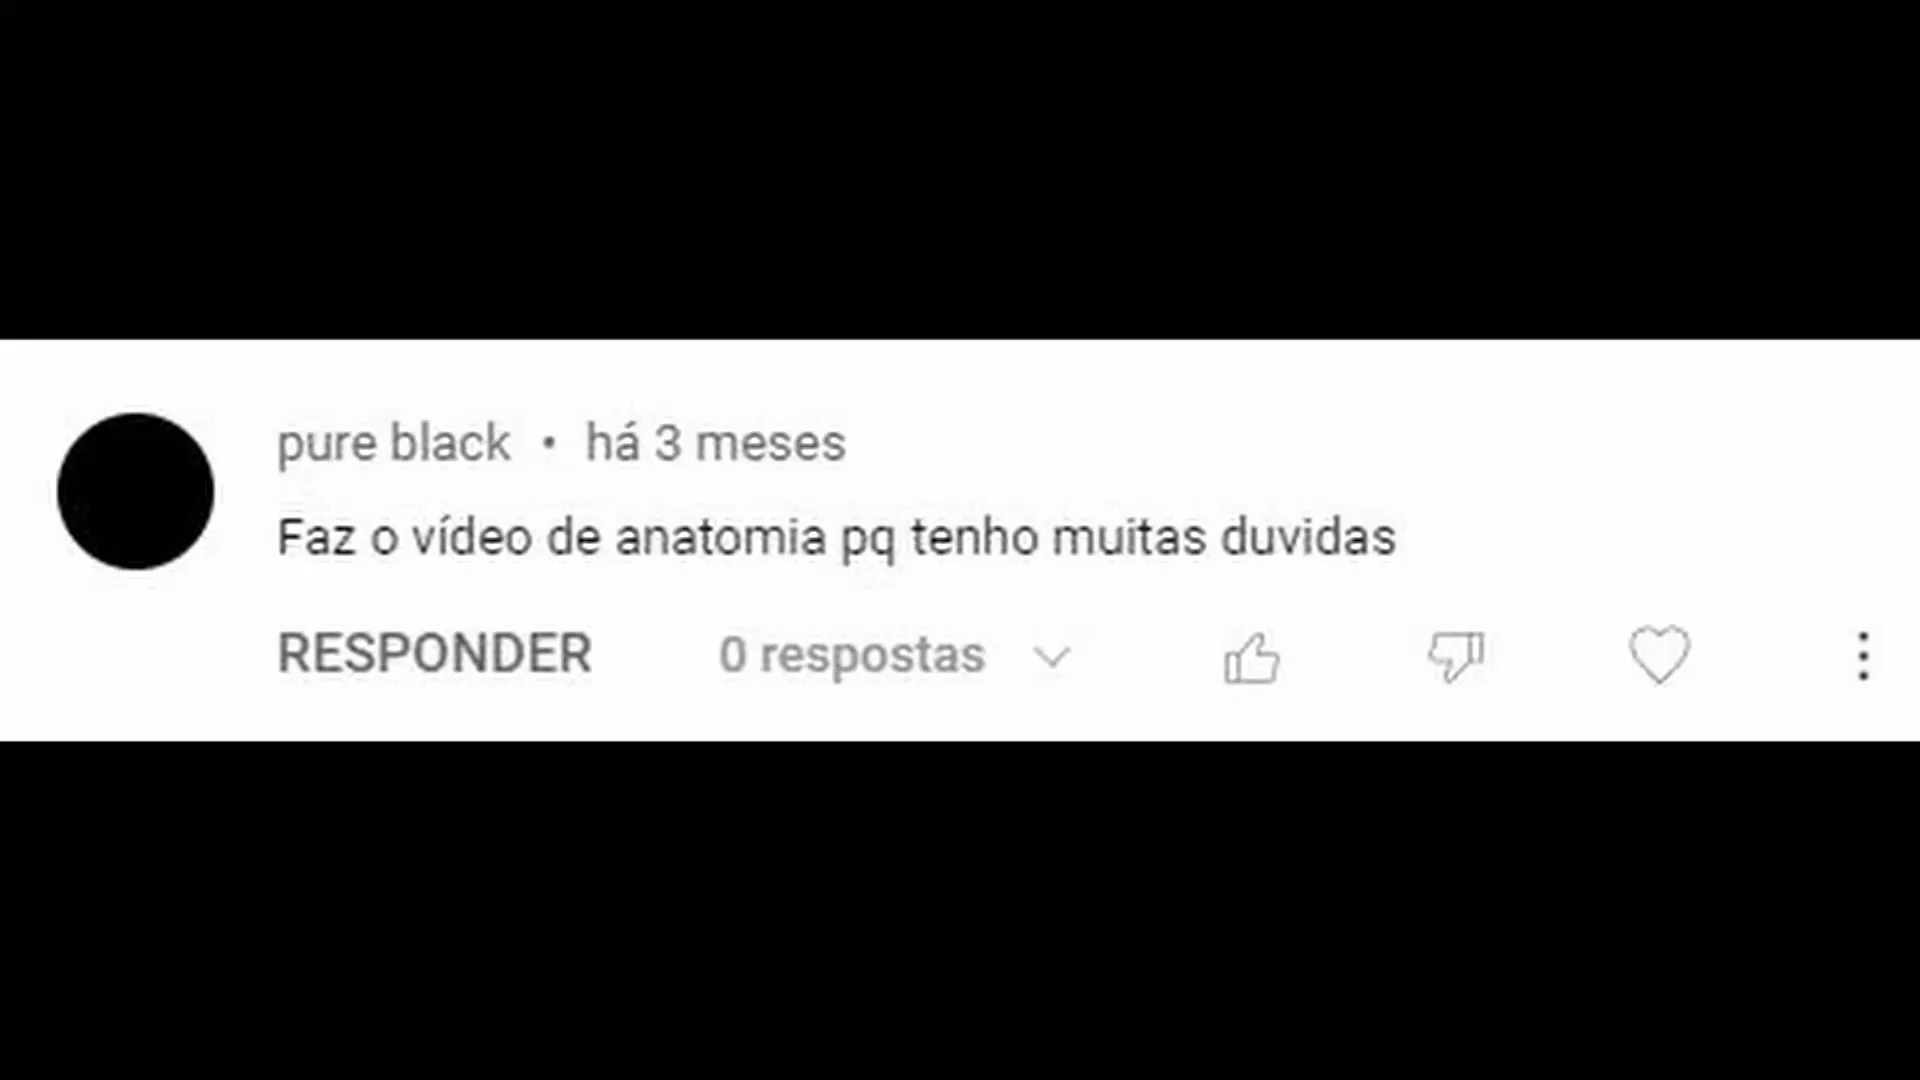 pure black • há 3 meses
Faz o vídeo de anatomia pq tenho muitas duvidas
RESPONDER 0 respostas